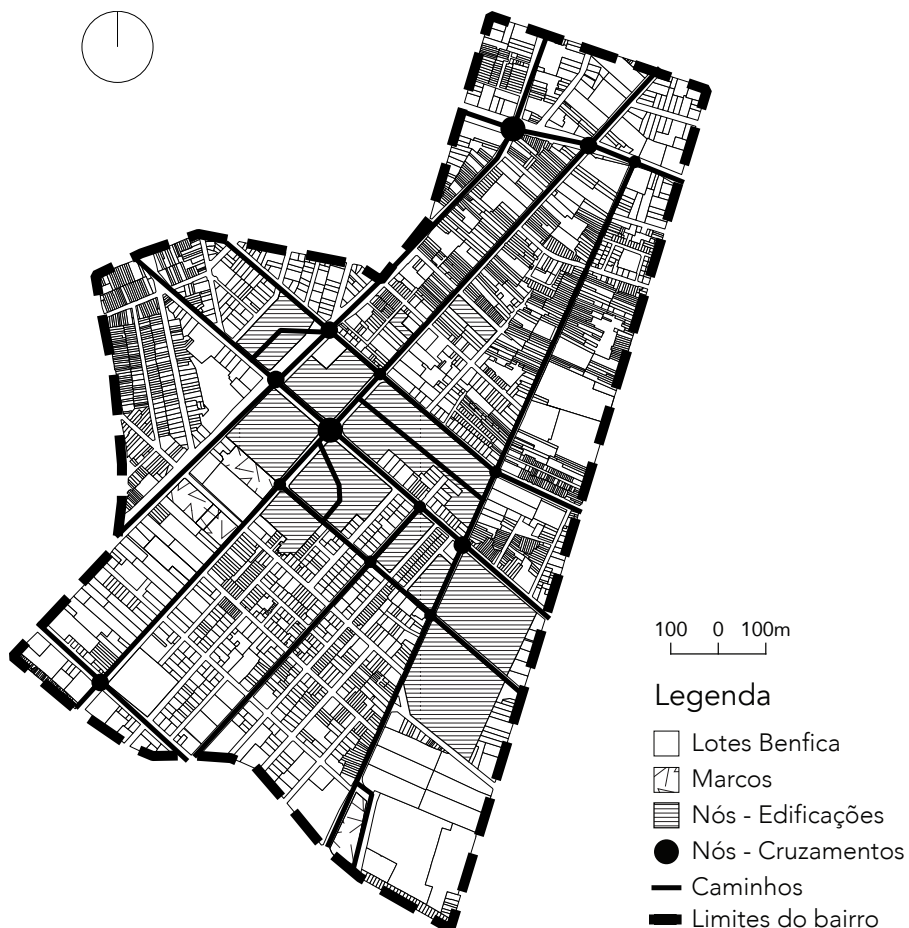 100 0 100m
Legenda
Lotes Benfica
Marcos
Nós - Edificações
Nós - Cruzamentos
Caminhos
Limites do bairro